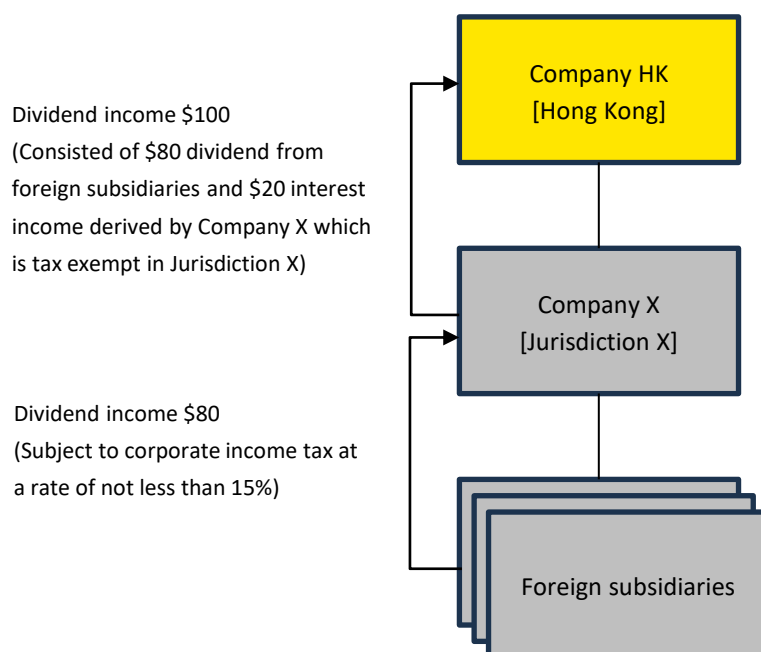 Company HK
[Hong Kong]
Dividend income $100
(Consisted of $80 dividend from
foreign subsidiaries and $20 interest
income derived by Company X which
is tax exempt in Jurisdiction X)
Company X
[Jurisdiction X]
Dividend income $80
(Subject to corporate income tax at
a rate of not less than 15%)
Foreign subsidiaries